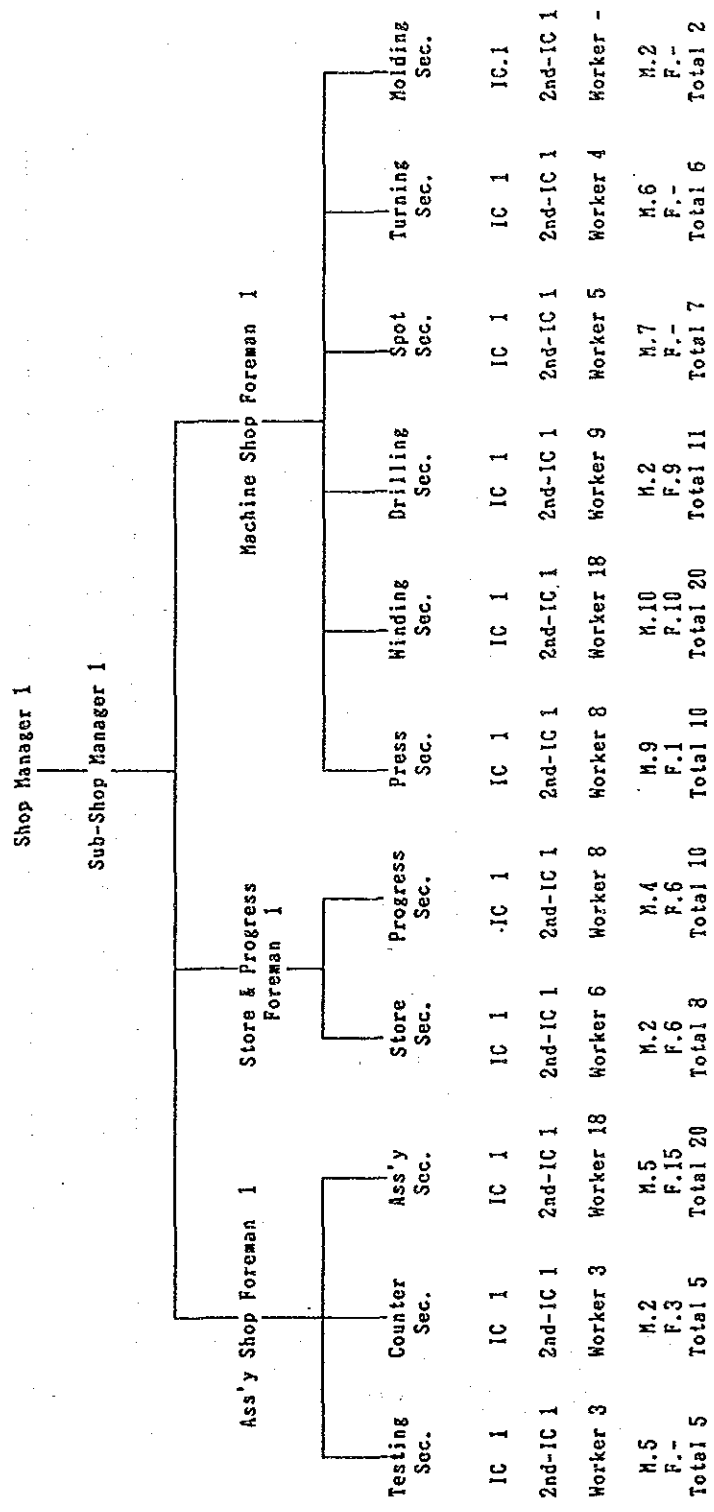 Shop Manager 1
Sub-Shop Manager 1
Ass'y Shop Foreman 1
Store & Progress
Foreman 1
Machine Shop Foreman 1
Testing Sec.
Counter Sec.
Ass'y Sec.
Store Sec.
Progress Sec.
Press Sec.
Winding Sec.
Drilling Sec.
Spot Sec.
Turning Sec.
Molding Sec.
IC 1 IC 1 IC 1 IC 1 IC 1 IC 1 IC 1 IC 1 IC 1 IC 1 IC.1
2nd-IC 1 2nd-IC 1 2nd-IC 1 2nd-IC 1 2nd-IC 1 2nd-IC 1 2nd-IC 1 2nd-IC 1 2nd-IC 1 2nd-IC 1 2nd-IC 1
Worker 3 Worker 3 Worker 18 Worker 6 Worker 8 Worker 8 Worker 18 Worker 9 Worker 5 Worker 4 Worker -
M.5 M.2 M.5 M.2 M.4 M.9 M.10 M.2 M.7 M.6 M.2
F.- F.3 F.15 F.6 F.6 F.1 F.10 F.9 F.- F.- F.-
Total 5 Total 5 Total 20 Total 8 Total 10 Total 10 Total 20 Total 11 Total 7 Total 6 Total 2